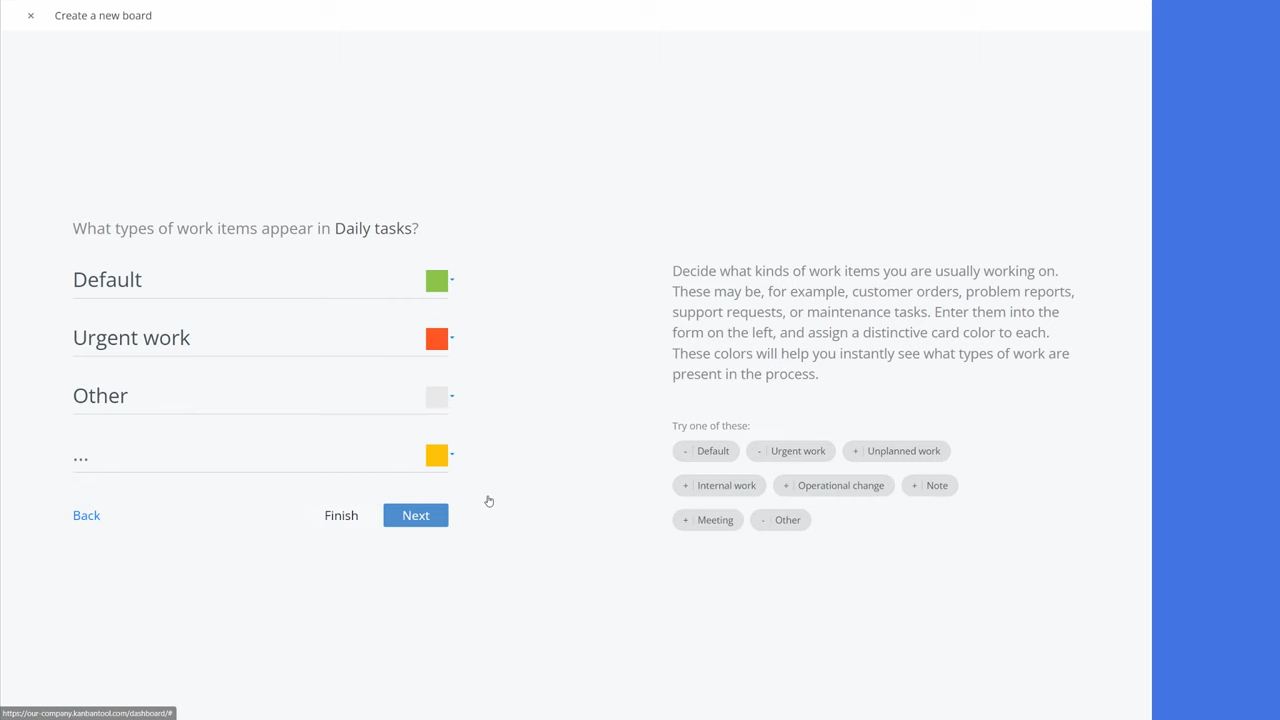 × Create a new board
What types of work items appear in Daily tasks?
Default
Urgent work
Other
...
Back Finish Next
Decide what kinds of work items you are usually working on.
These may be, for example, customer orders, problem reports,
support requests, or maintenance tasks. Enter them into the
form on the left, and assign a distinctive card color to each.
These colors will help you instantly see what types of work are
present in the process.
Try one of these:
- Default - Urgent work + Unplanned work
+ Internal work + Operational change + Note
+ Meeting - Other
https://our-company.kanbantool.com/dashboard/#